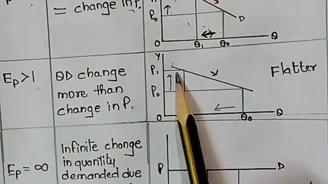 = change in P.
P₀
D
O
Q₁
Q₀
Q
Ep>1
QD change
more than
change in P.
Y
P₁
P₀
O
Q₀
Q
Flatter
Ep=∞
Infinite change
in quantity
demanded due
P
D